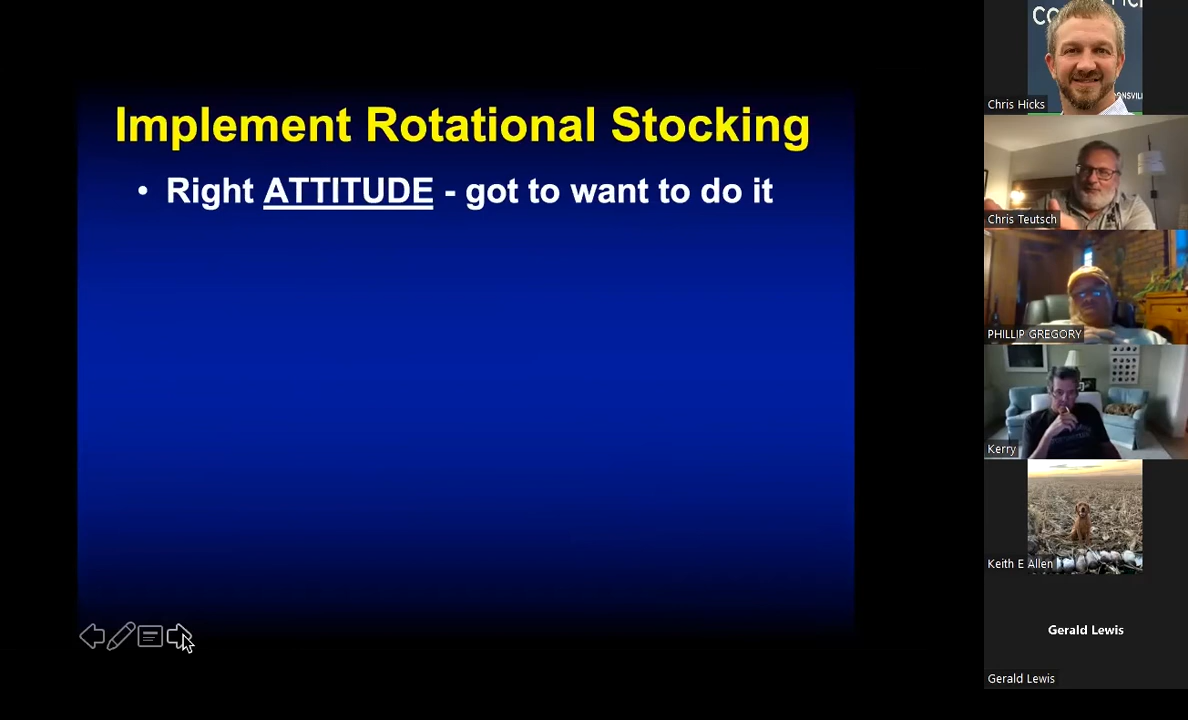 Implement Rotational Stocking
• Right ATTITUDE - got to want to do it
Chris Hicks
Chris Teutsch
PHILLIP GREGORY
Kerry
Keith E Allen
Gerald Lewis
Gerald Lewis